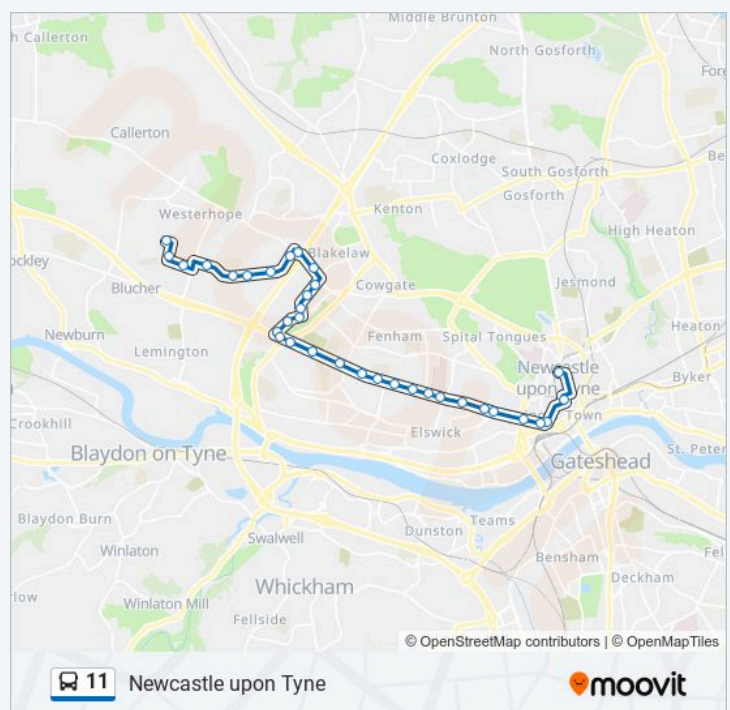 Middle Brunton
h Callerton
North Gosforth
Fore
Callerton
Coxlodge
Be
South Gosforth
Gosforth
Westerhope
Kenton
High Heaton
Blakelaw
ockley
Blucher
Cowgate
Jesmond
Newburn
Fenham
Spital Tongues
Heaton
Lemington
Newcastle
upon Tyne
Byker
Crookhill
Town
Elswick
St. Peter
Blaydon on Tyne
Gateshead
Blaydon Burn
Teams
Dunston
Swalwell
Winlaton
Bensham
Fel
Whickham
Deckham
rlow
Winlaton Mill
Fellside
© OpenStreetMap contributors | © OpenMapTiles
11 Newcastle upon Tyne
moovit